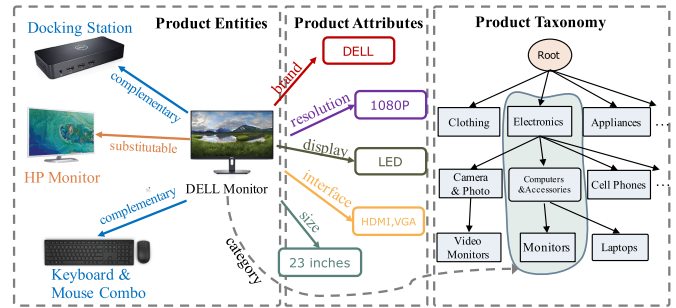 Product Entities
Product Attributes
Product Taxonomy
Docking Station
complementary
substitutable
HP Monitor
complementary
DELL Monitor
Keyboard &
Mouse Combo
brand
DELL
resolution
1080P
display
LED
interface
HDMI,VGA
size
23 inches
category
Root
Clothing
Electronics
Appliances
...
Camera
& Photo
Computers
&Accessories
Cell Phones
...
Video
Monitors
Monitors
Laptops